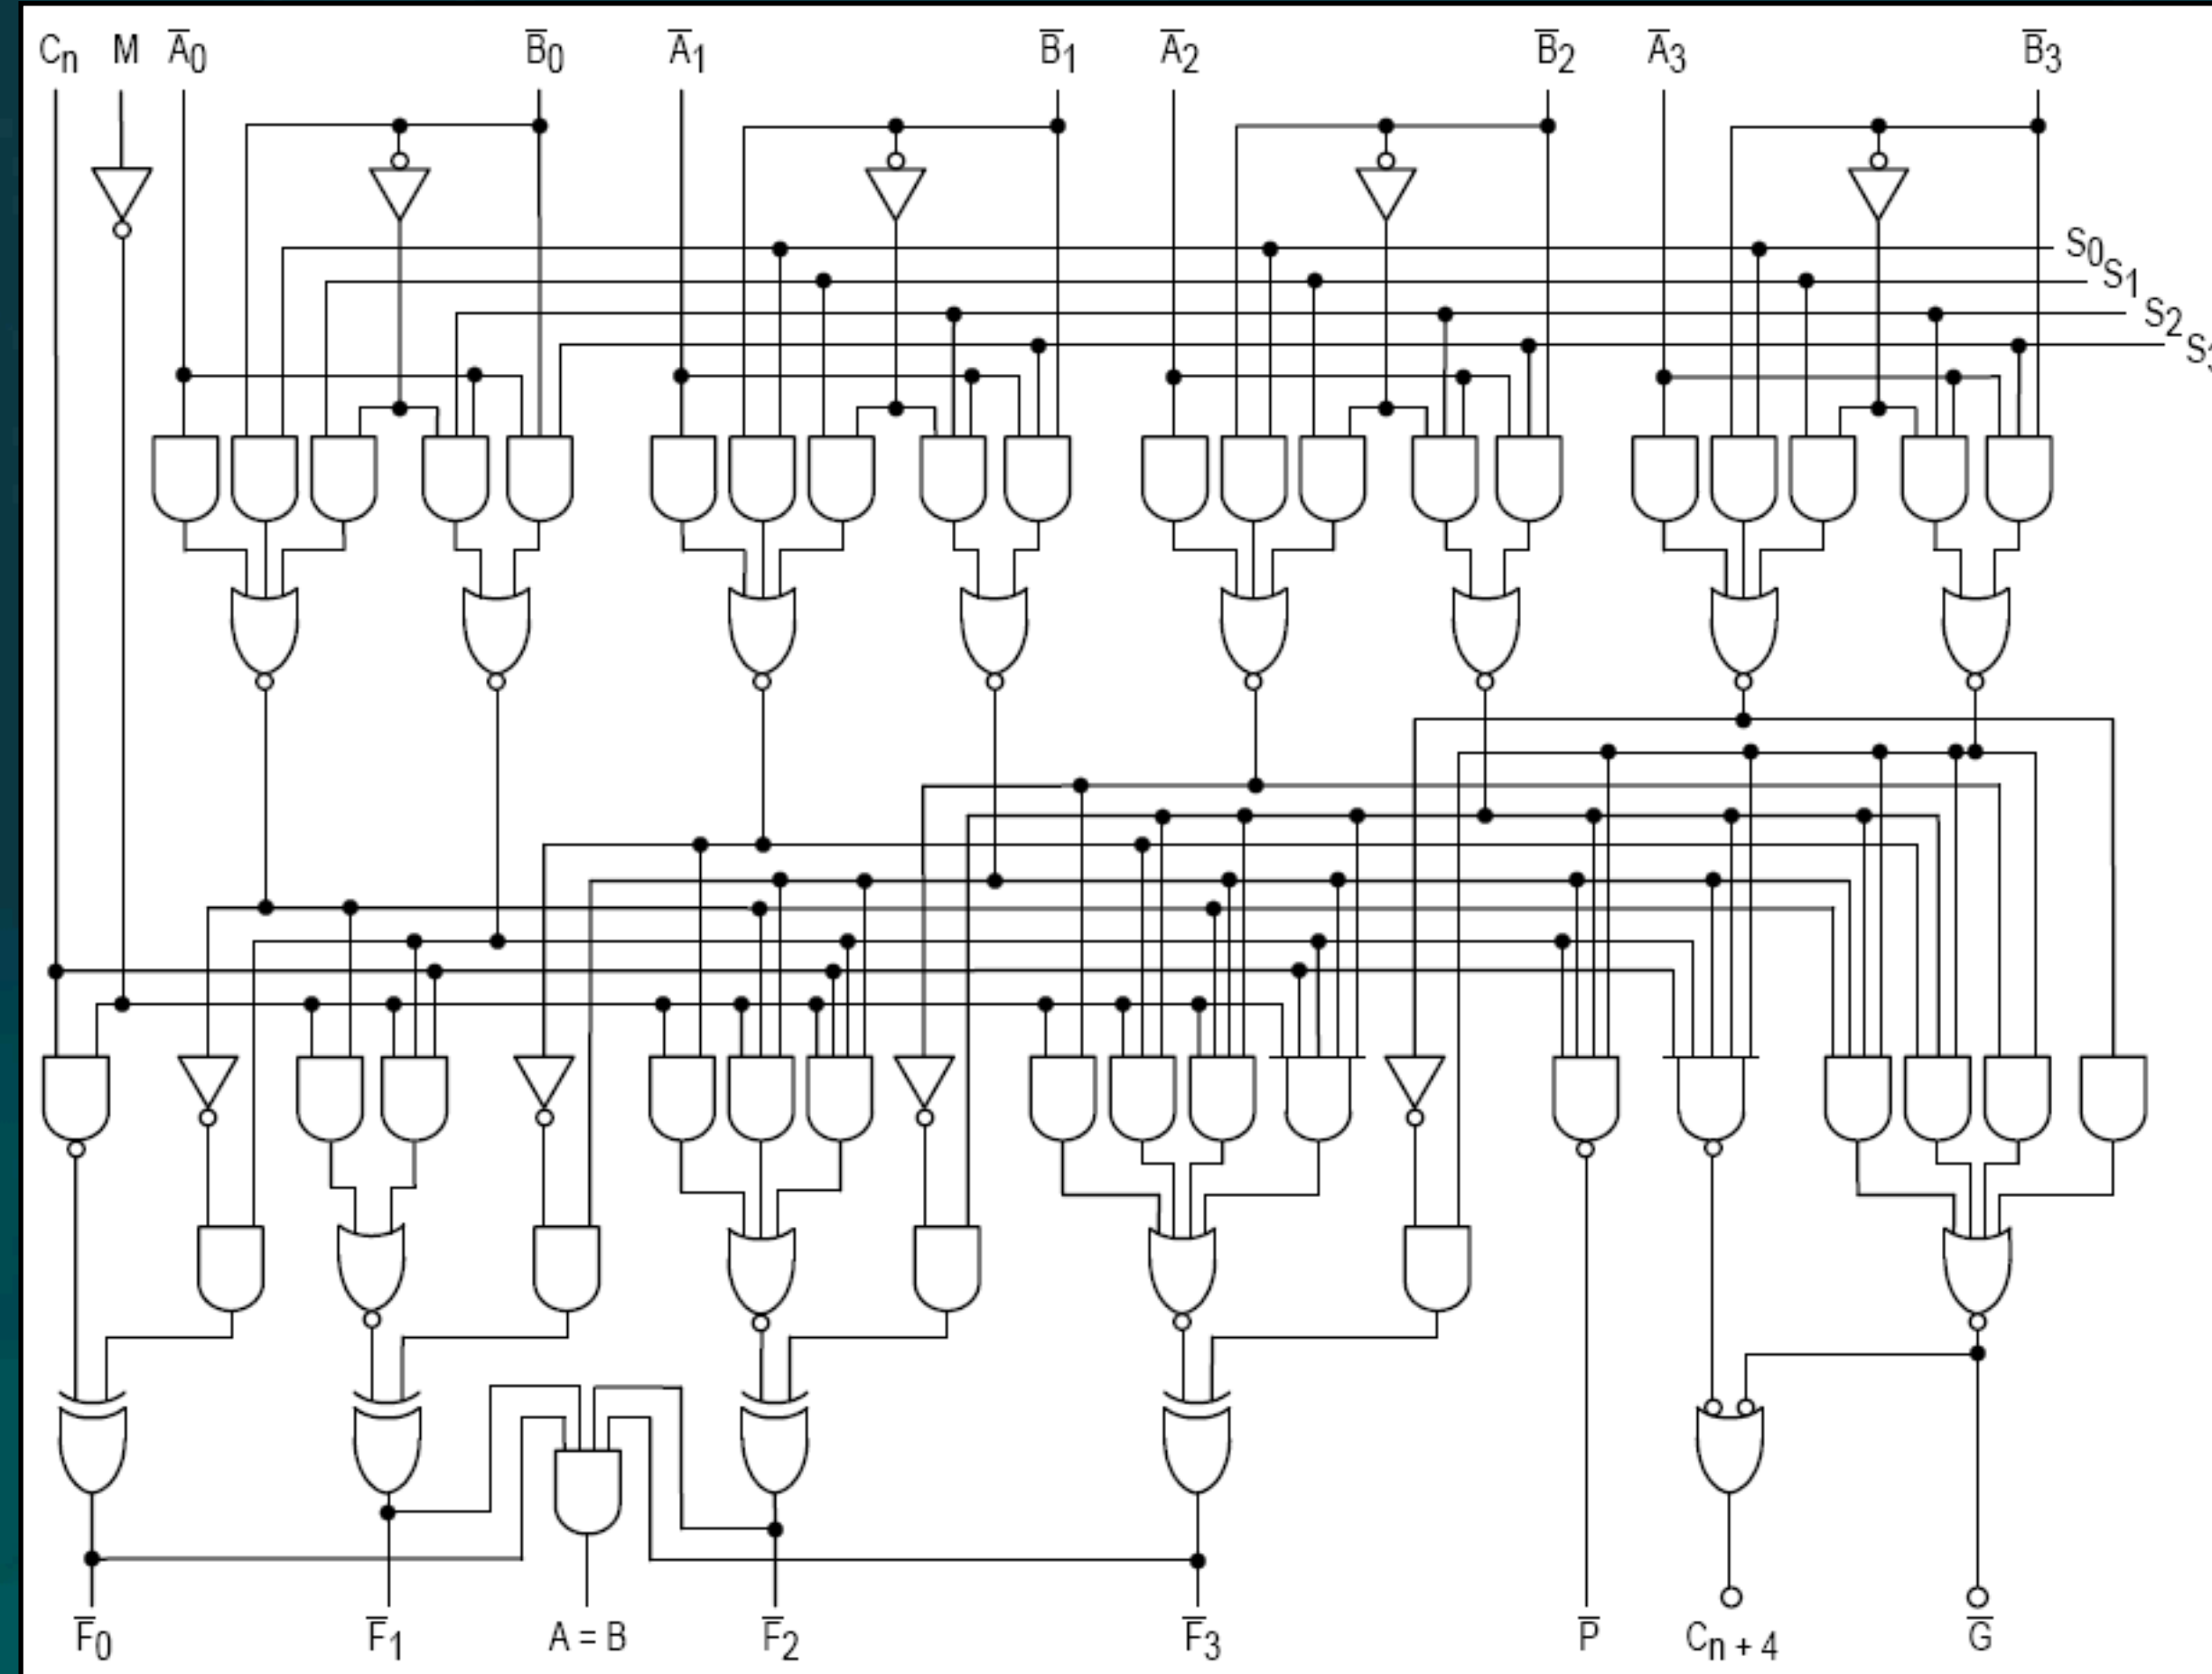 Cn M A̅0 B̅0 A̅1 B̅1 A̅2 B̅2 A̅3 B̅3
S0
S1
S2
F̅0 F̅1 A = B F̅2 F̅3 P̅ Cn + 4 G̅